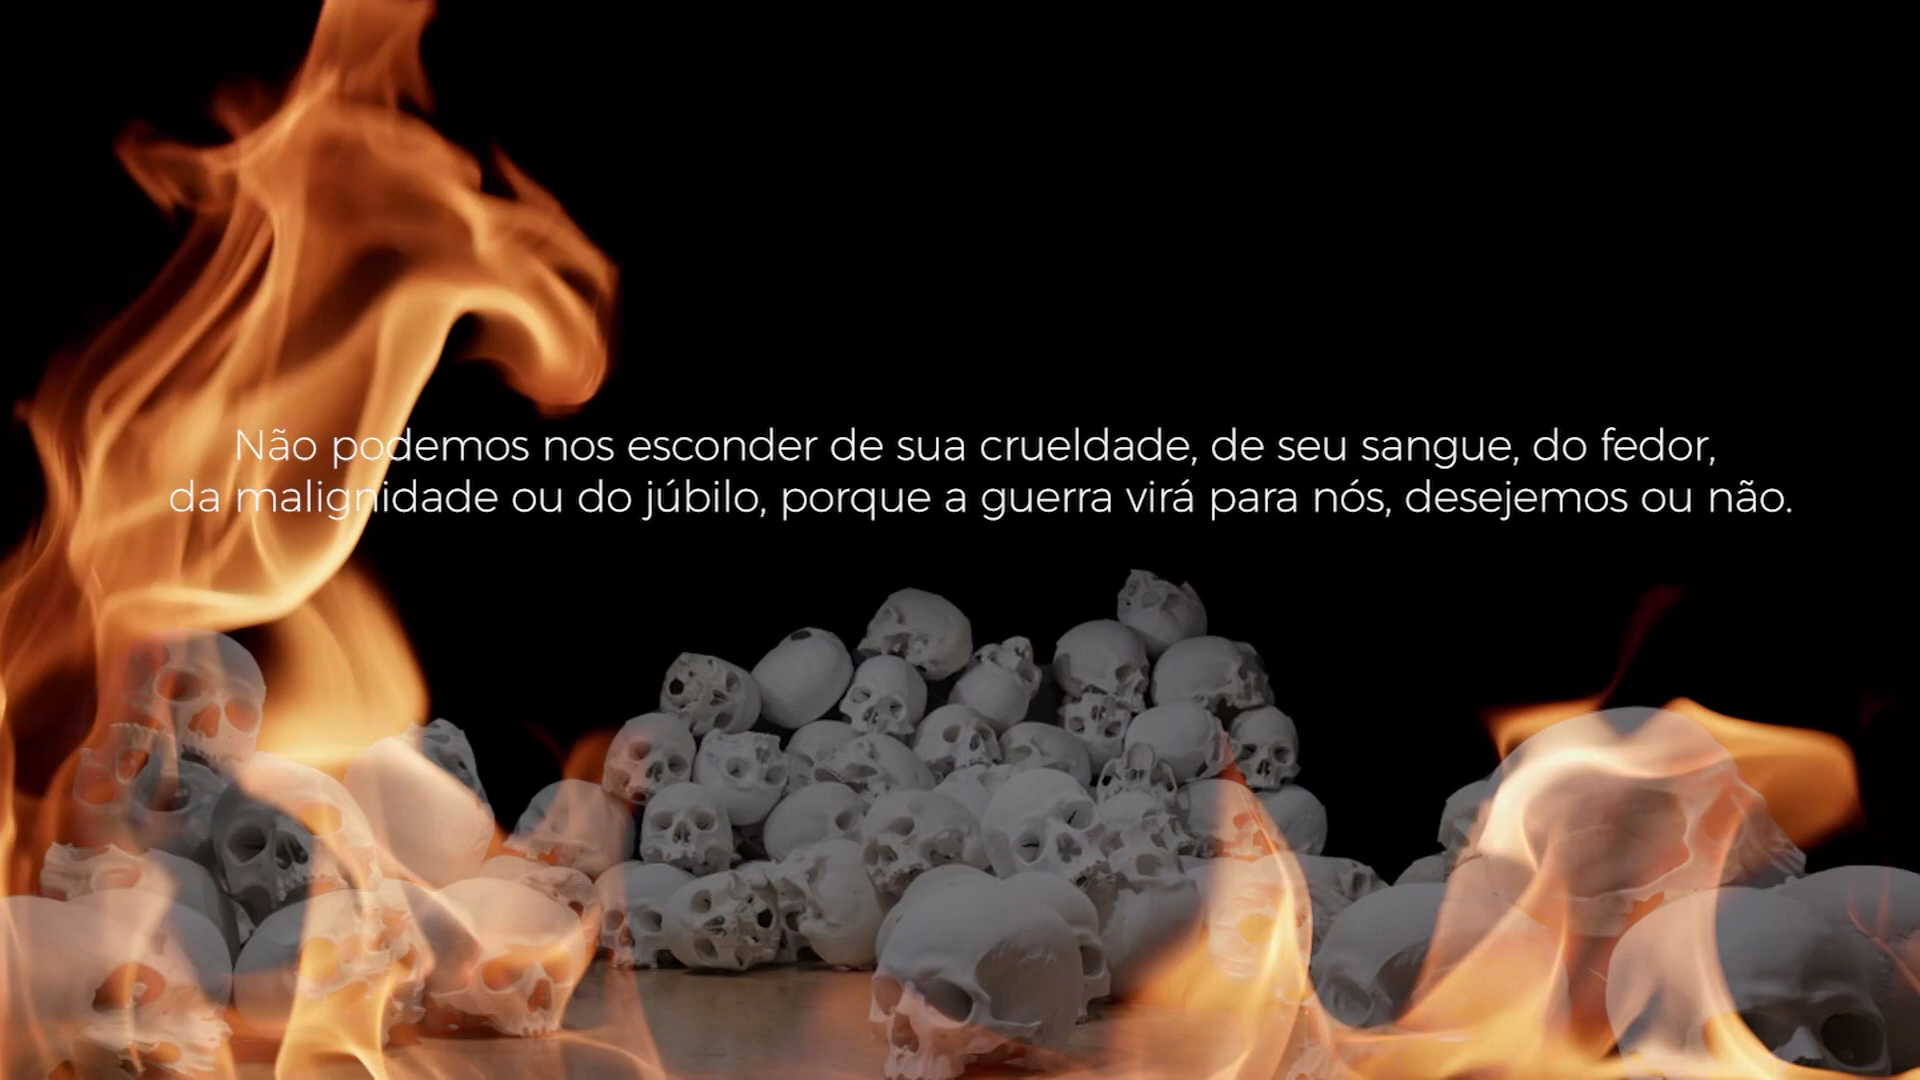 Não podemos nos esconder de sua crueldade, de seu sangue, do fedor,
da malignidade ou do júbilo, porque a guerra virá para nós, desejemos ou não.